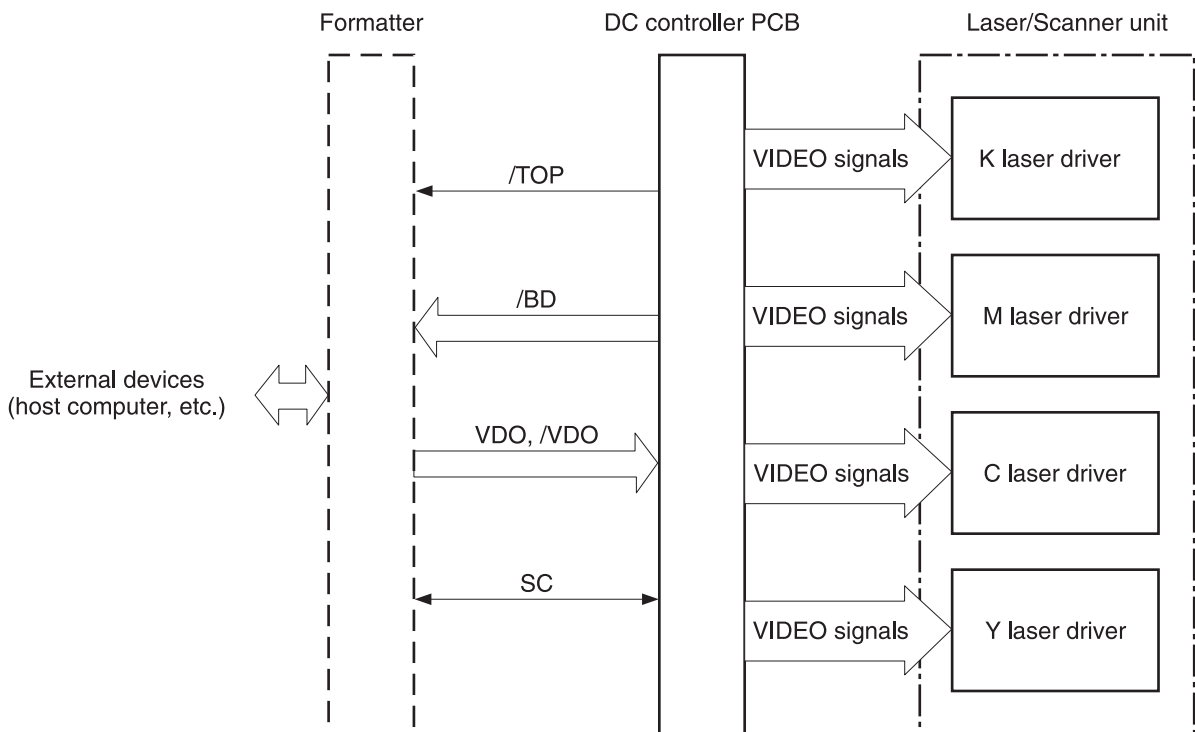 Formatter
DC controller PCB
Laser/Scanner unit
/TOP
VIDEO signals
K laser driver
/BD
VIDEO signals
M laser driver
External devices
(host computer, etc.)
VDO, /VDO
VIDEO signals
C laser driver
SC
VIDEO signals
Y laser driver